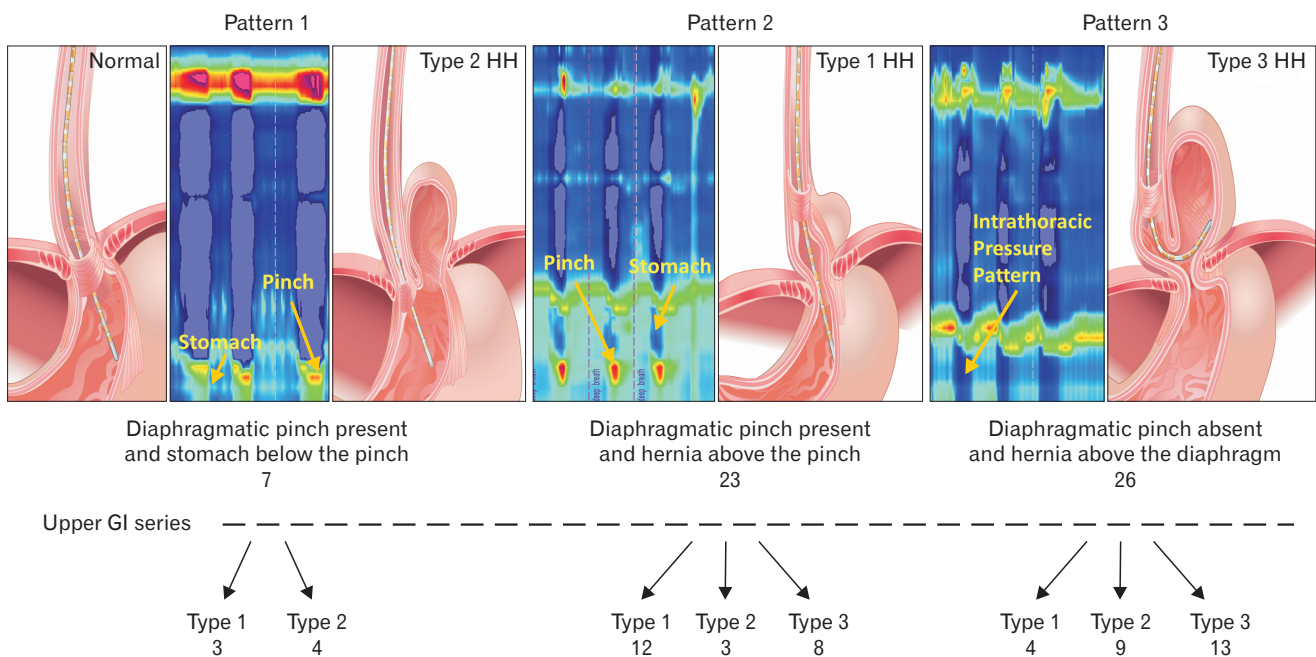 Pattern 1
Pattern 2
Pattern 3
Normal
Type 2 HH
Type 1 HH
Type 3 HH
Stomach
Pinch
Pinch
Stomach
Intrathoracic
Pressure
Pattern
deep breath
deep breath
Diaphragmatic pinch present
and stomach below the pinch
7
Diaphragmatic pinch present
and hernia above the pinch
23
Diaphragmatic pinch absent
and hernia above the diaphragm
26
Upper GI series
Type 1
3
Type 2
4
Type 1
12
Type 2
3
Type 3
8
Type 1
4
Type 2
9
Type 3
13